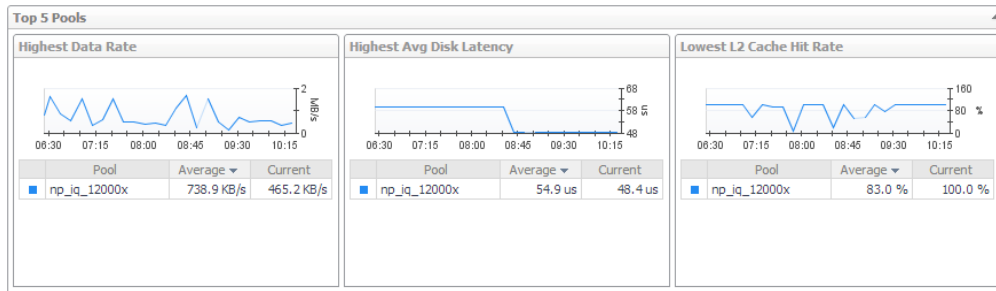 Top 5 Pools
Highest Data Rate
2
1
0
MB/s
06:30 07:15 08:00 08:45 09:30 10:15
Pool Average Current
np_iq_12000x 738.9 KB/s 465.2 KB/s
Highest Avg Disk Latency
68
58
48
us
06:30 07:15 08:00 08:45 09:30 10:15
Pool Average Current
np_iq_12000x 54.9 us 48.4 us
Lowest L2 Cache Hit Rate
160
80
0
%
06:30 07:15 08:00 08:45 09:30 10:15
Pool Average Current
np_iq_12000x 83.0 % 100.0 %